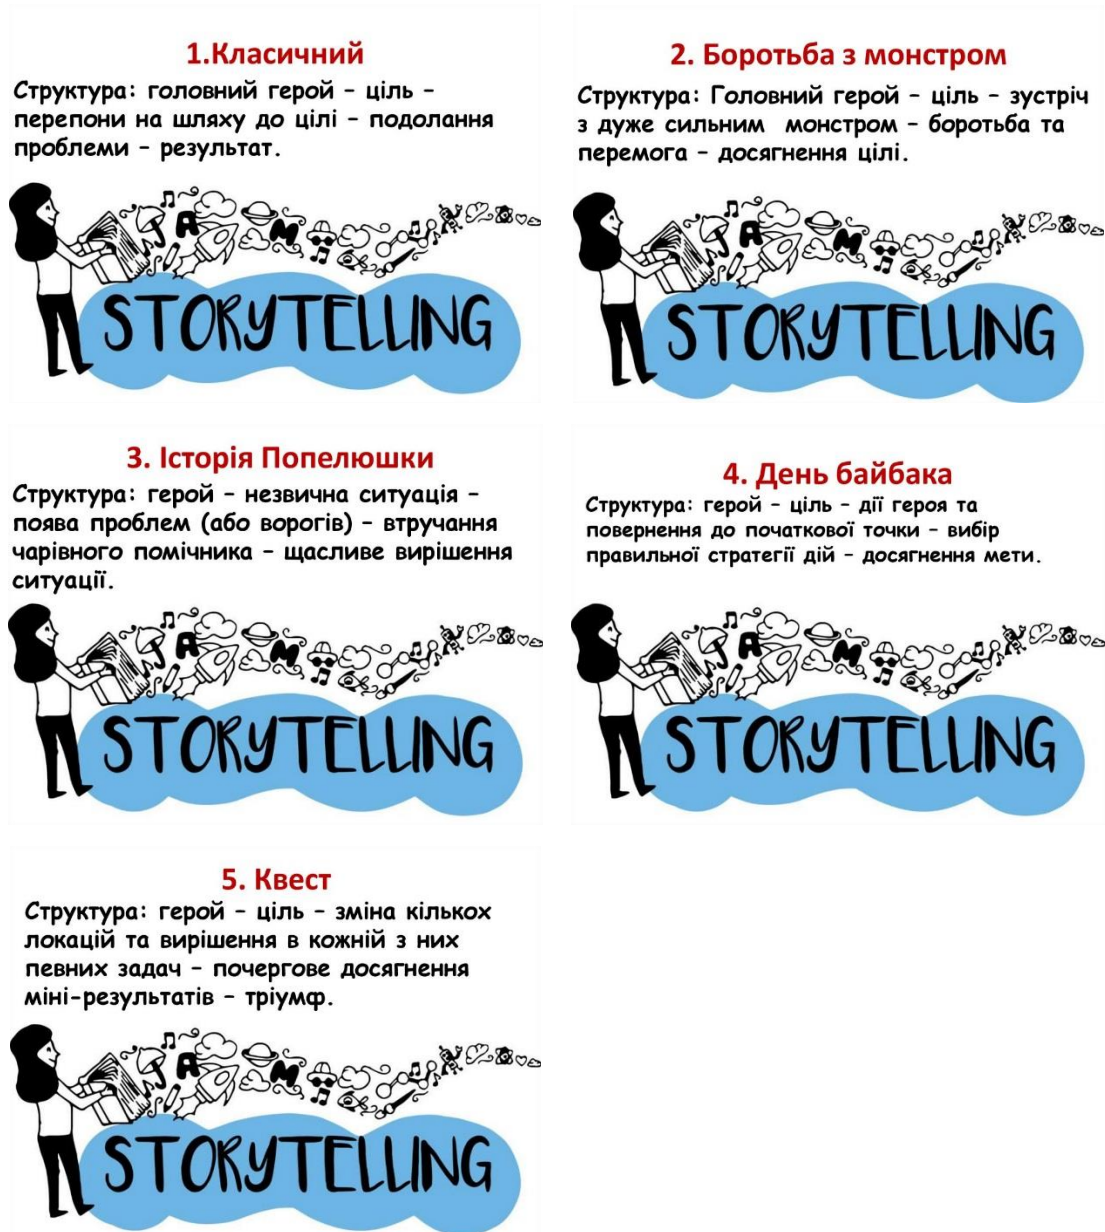 1.Класичний
Структура: головний герой – ціль –
перепони на шляху до цілі – подолання
проблеми – результат.
STORYTELLING
2. Боротьба з монстром
Структура: Головний герой – ціль – зустріч
з дуже сильним монстром – боротьба та
перемога – досягнення цілі.
STORYTELLING
3. Історія Попелюшки
Структура: герой – незвична ситуація –
поява проблем (або ворогів) – втручання
чарівного помічника – щасливе вирішення
ситуації.
STORYTELLING
4. День байбака
Структура: герой – ціль – дії героя та
повернення до початкової точки – вибір
правильної стратегії дій – досягнення мети.
STORYTELLING
5. Квест
Структура: герой – ціль – зміна кількох
локацій та вирішення в кожній з них
певних задач – почергове досягнення
міні-результатів – тріумф.
STORYTELLING